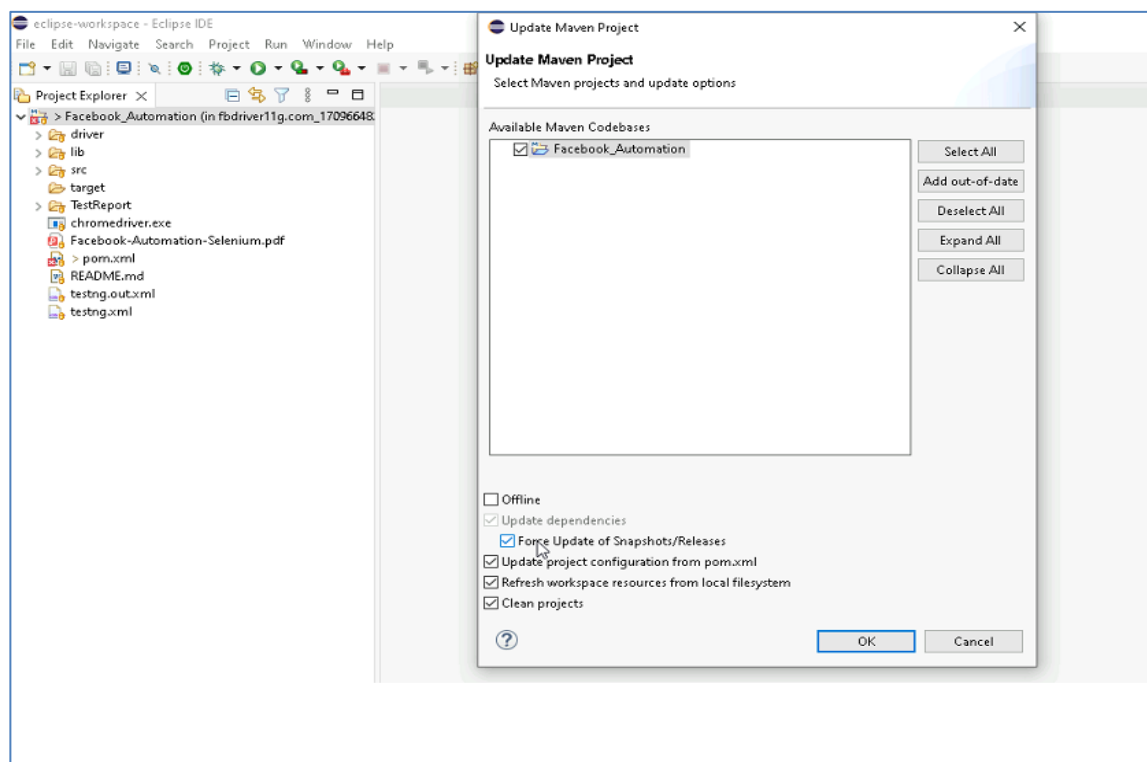 eclipse-workspace - Eclipse IDE
File Edit Navigate Search Project Run Window Help
Project Explorer
> Facebook_Automation (in fbdriver11g.com_17096648
driver
lib
src
target
TestReport
chromedriver.exe
Facebook-Automation-Selenium.pdf
> pom.xml
README.md
testng.out.xml
testng.xml
Update Maven Project
Update Maven Project
Select Maven projects and update options
Available Maven Codebases
Facebook_Automation
Select All
Add out-of-date
Deselect All
Expand All
Collapse All
Offline
Update dependencies
Force Update of Snapshots/Releases
Update project configuration from pom.xml
Refresh workspace resources from local filesystem
Clean projects
OK
Cancel